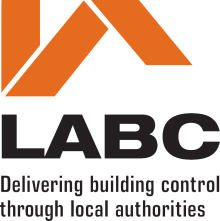 LABC
Delivering building control
through local authorities